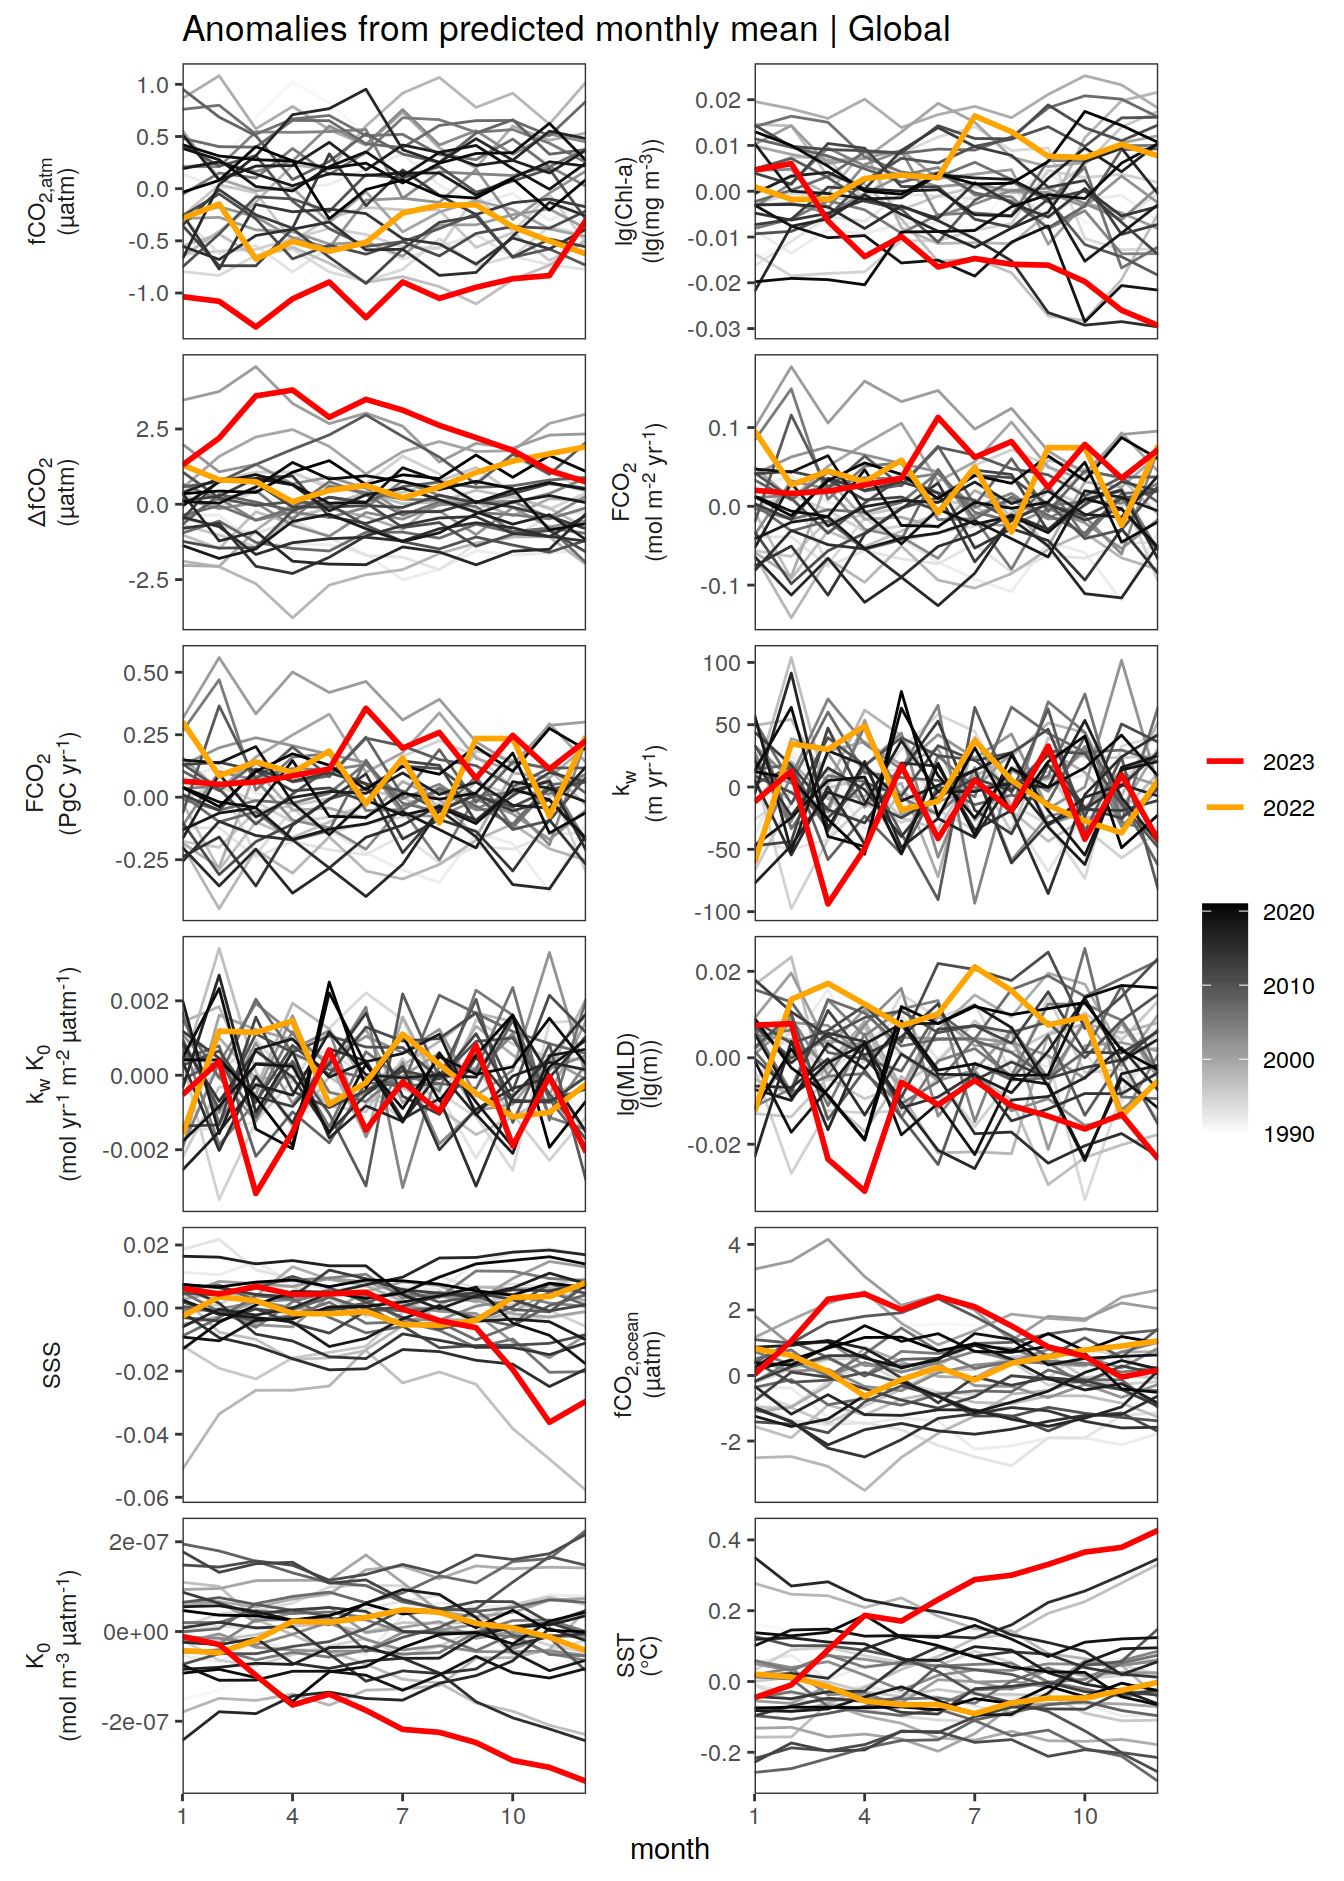 Anomalies from predicted monthly mean | Global
fCO2,atm
(µatm)
1.0
0.5
0.0
-0.5
-1.0
lg(Chl-a)
(lg(mg m-3))
0.02
0.01
0.00
-0.01
-0.02
-0.03
ΔfCO2
(µatm)
2.5
0.0
-2.5
FCO2
(mol m-2 yr-1)
0.1
0.0
-0.1
FCO2
(PgC yr-1)
0.50
0.25
0.00
-0.25
kw
(m yr-1)
100
50
0
-50
-100
kw K0
(mol yr-1 m-2 µatm-1)
0.002
0.000
-0.002
lg(MLD)
(lg(m))
0.02
0.00
-0.02
SSS
0.02
0.00
-0.02
-0.04
-0.06
fCO2,ocean
(µatm)
4
2
0
-2
K0
(mol m-3 µatm-1)
2e-07
0e+00
-2e-07
SST
(°C)
0.4
0.2
0.0
-0.2
1 4 7 10
1 4 7 10
month
2023
2022
2020
2010
2000
1990